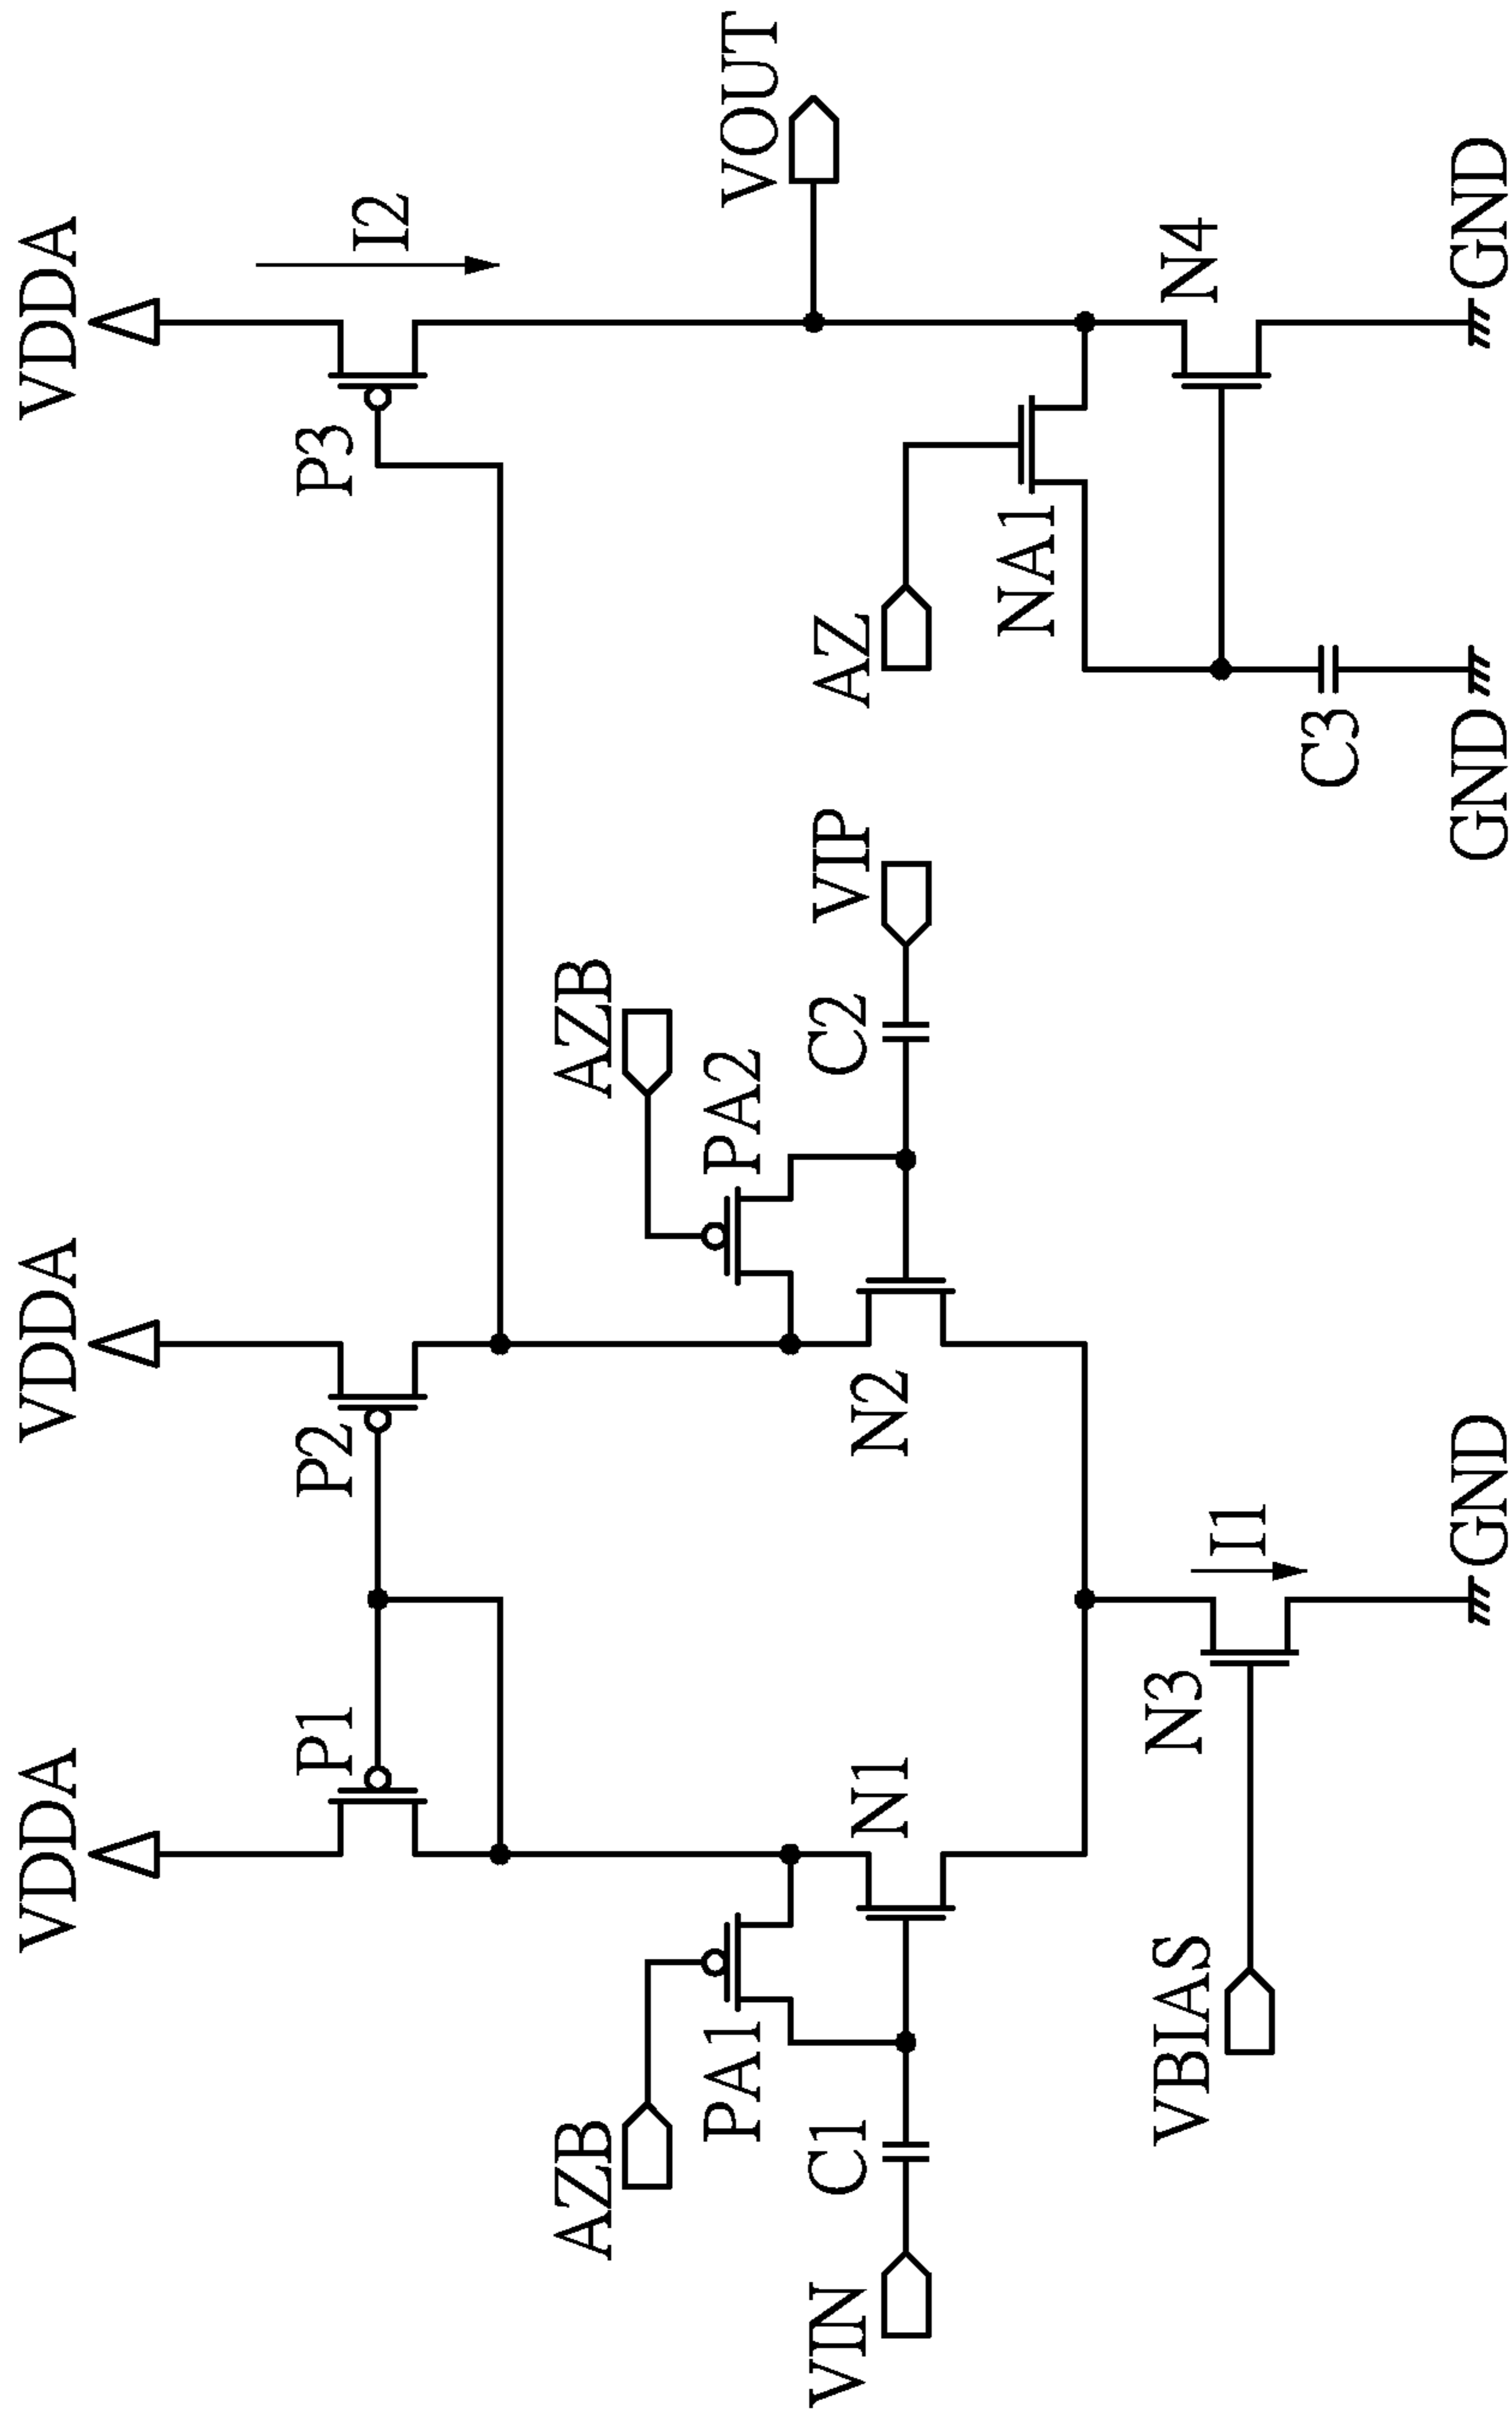 VDDA
VDDA
VDDA
P1
P2
P3
I2
AZB
AZB
PA1
PA2
VOUT
VIN
C1
N1
N2
C2
VIP
AZ
NA1
VBIAS
N3
I1
N4
C3
GND
GND
GND